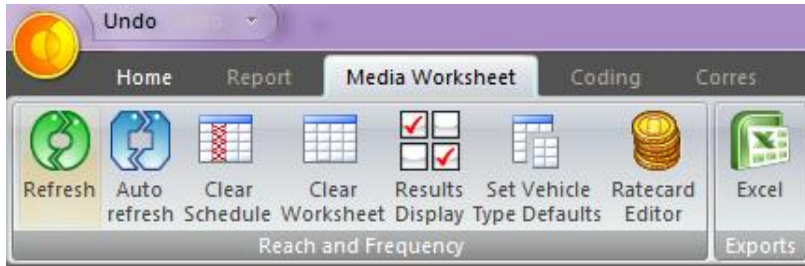 Undo
Home Report Media Worksheet Coding Corres
Refresh Auto refresh Clear Schedule Clear Worksheet Results Display Set Vehicle Type Defaults Ratecard Editor Excel
Reach and Frequency Exports